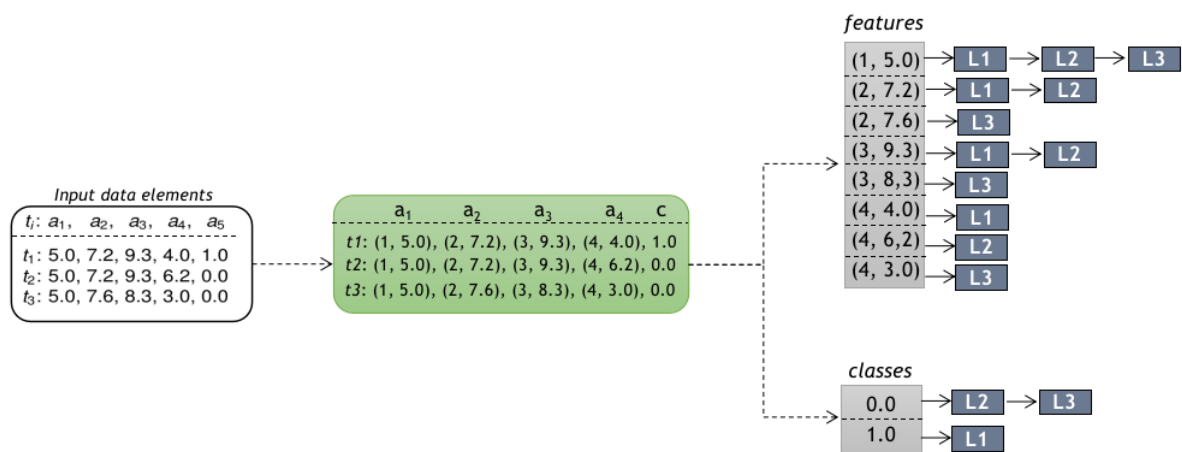 Input data elements
tᵢ: a₁, a₂, a₃, a₄, a₅
t₁: 5.0, 7.2, 9.3, 4.0, 1.0
t₂: 5.0, 7.2, 9.3, 6.2, 0.0
t₃: 5.0, 7.6, 8.3, 3.0, 0.0
a₁ a₂ a₃ a₄ c
t1: (1, 5.0), (2, 7.2), (3, 9.3), (4, 4.0), 1.0
t2: (1, 5.0), (2, 7.2), (3, 9.3), (4, 6.2), 0.0
t3: (1, 5.0), (2, 7.6), (3, 8.3), (4, 3.0), 0.0
features
(1, 5.0) L1 L2 L3
(2, 7.2) L1 L2
(2, 7.6) L3
(3, 9.3) L1 L2
(3, 8,3) L3
(4, 4.0) L1
(4, 6,2) L2
(4, 3.0) L3
classes
0.0 L2 L3
1.0 L1